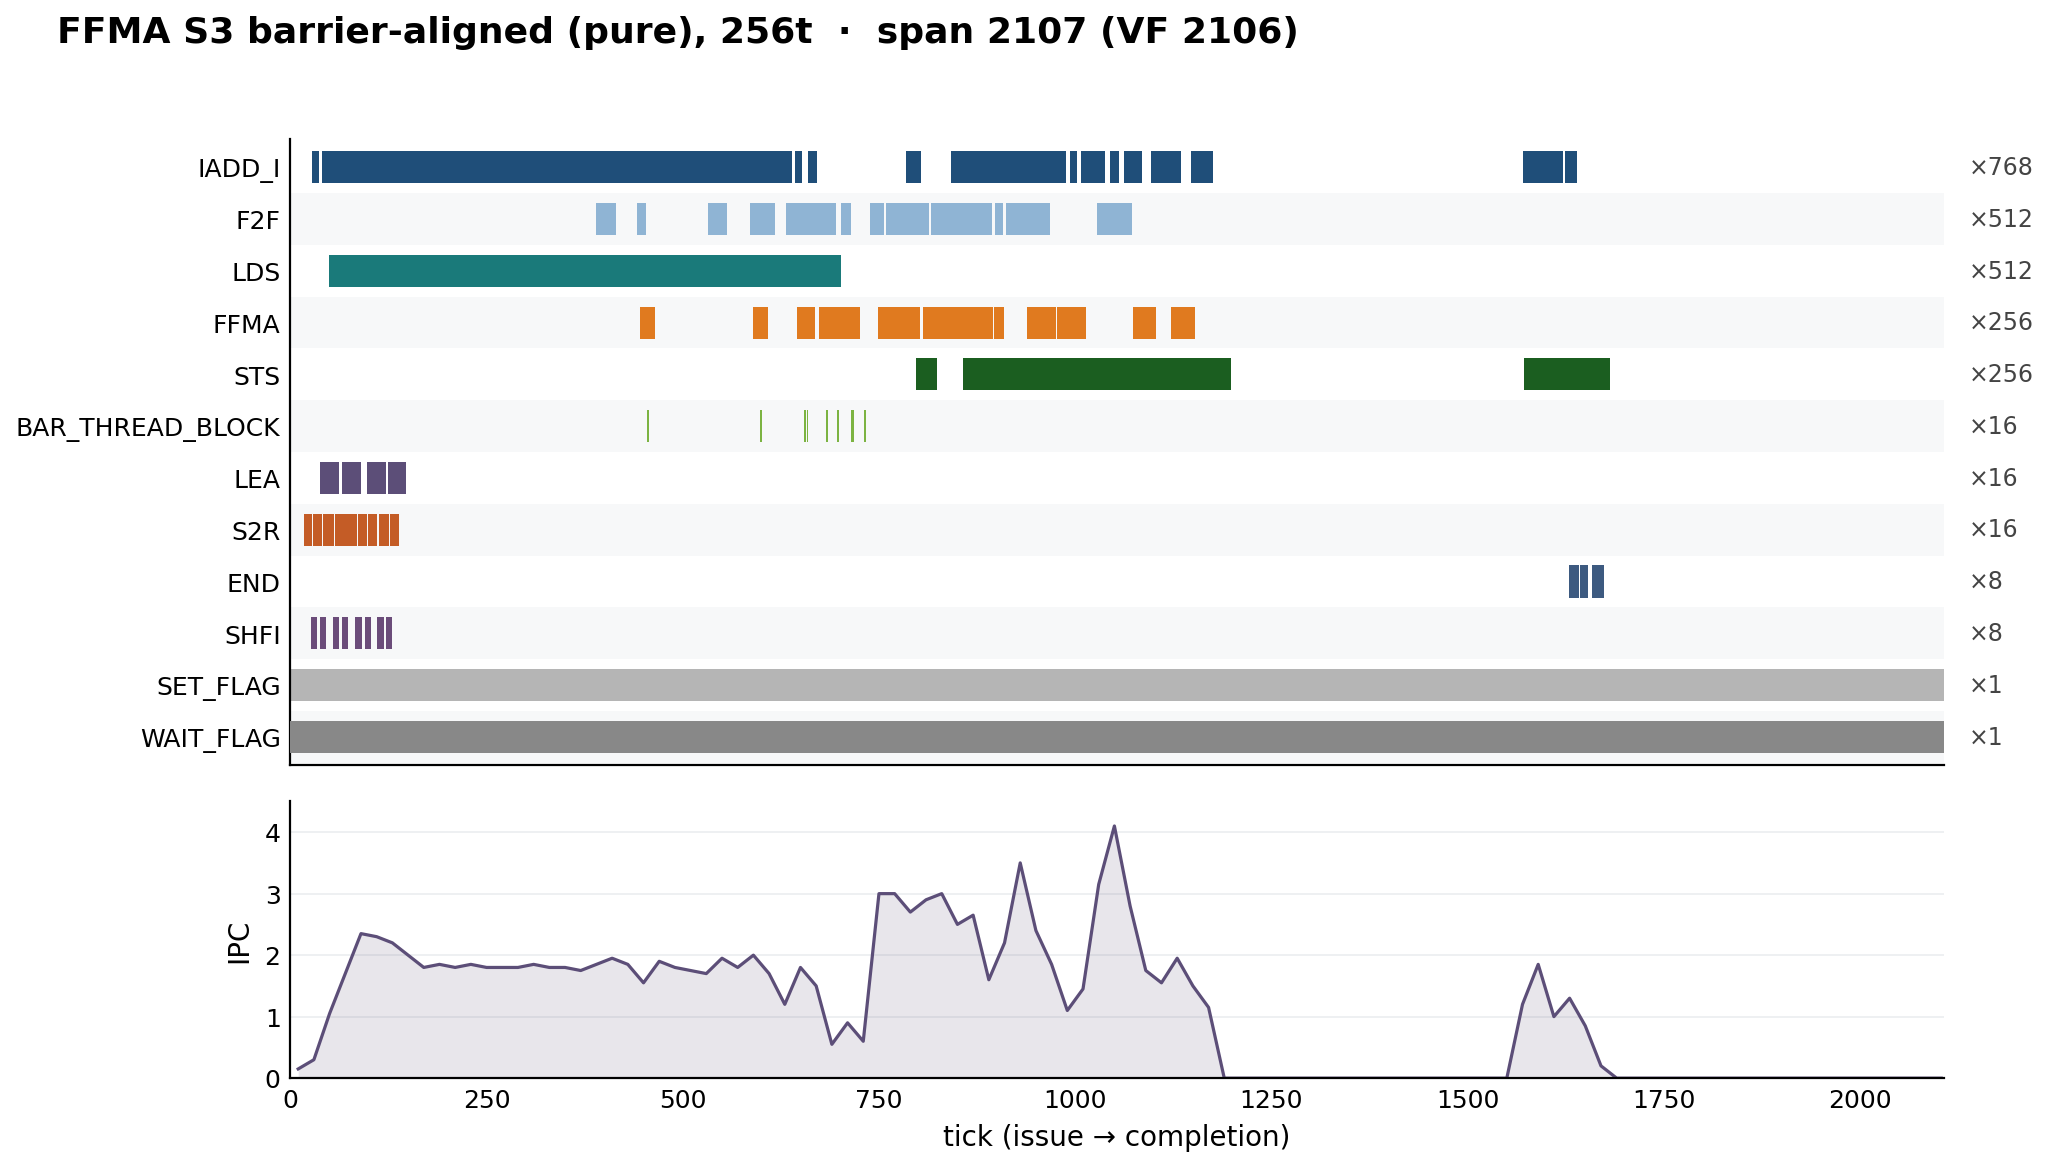 FFMA S3 barrier-aligned (pure), 256t · span 2107 (VF 2106)
IADD_I ×768
F2F ×512
LDS ×512
FFMA ×256
STS ×256
BAR_THREAD_BLOCK ×16
LEA ×16
S2R ×16
END ×8
SHFI ×8
SET_FLAG ×1
WAIT_FLAG ×1
4
3
2
1
0
IPC
0 250 500 750 1000 1250 1500 1750 2000
tick (issue → completion)